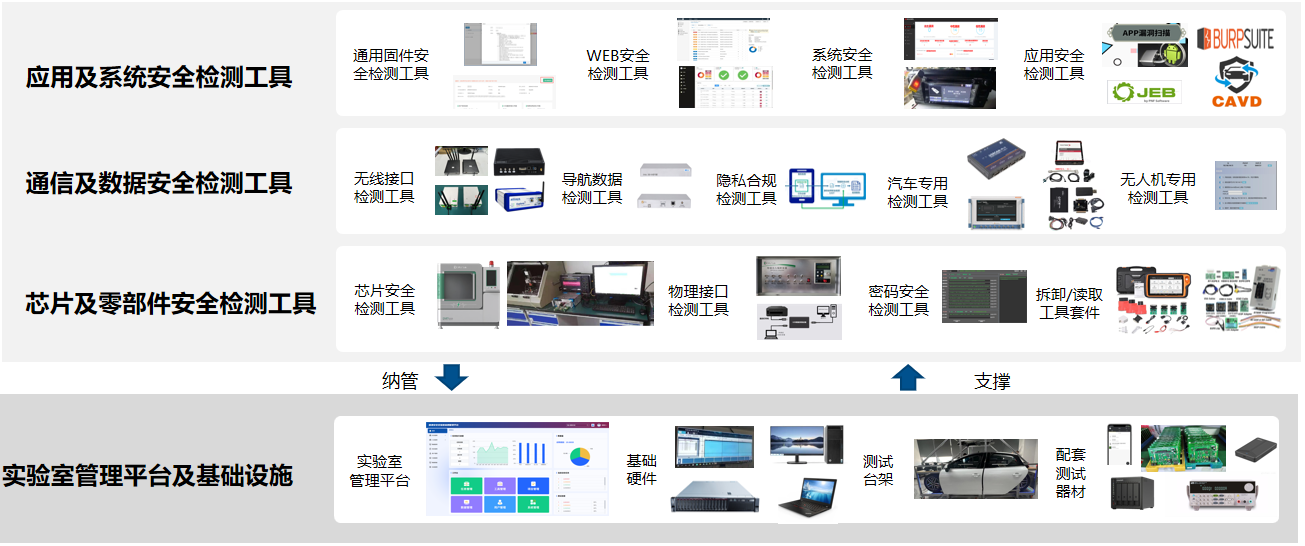 应用及系统安全检测工具
通用固件安
全检测工具
WEB安全
检测工具
系统安全
检测工具
应用安全
检测工具
APP漏洞扫描
BURPSUITE
JEB
CAVD
通信及数据安全检测工具
无线接口
检测工具
导航数据
检测工具
隐私合规
检测工具
汽车专用
检测工具
无人机专用
检测工具
芯片及零部件安全检测工具
芯片安全
检测工具
物理接口
检测工具
密码安全
检测工具
拆卸/读取
工具套件
纳管
支撑
实验室管理平台及基础设施
实验室
管理平台
基础
硬件
测试
台架
配套
测试
器材